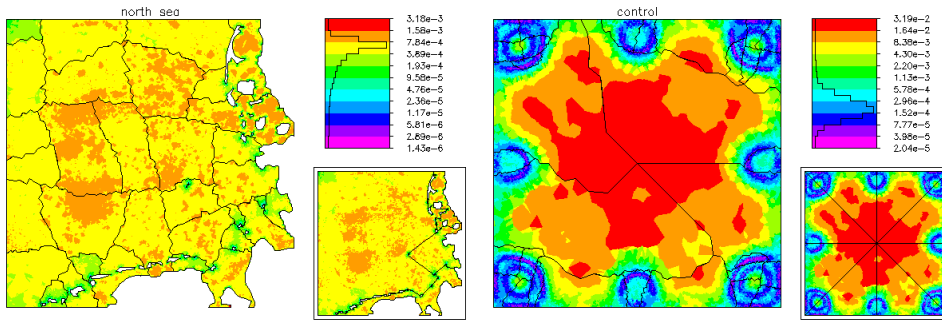 north sea
3.18e-3
1.58e-3
7.84e-4
3.89e-4
1.93e-4
9.58e-5
4.76e-5
2.36e-5
1.17e-5
5.81e-6
2.89e-6
1.43e-6
control
3.19e-2
1.64e-2
8.38e-3
4.30e-3
2.20e-3
1.13e-3
5.78e-4
2.96e-4
1.52e-4
7.77e-5
3.98e-5
2.04e-5